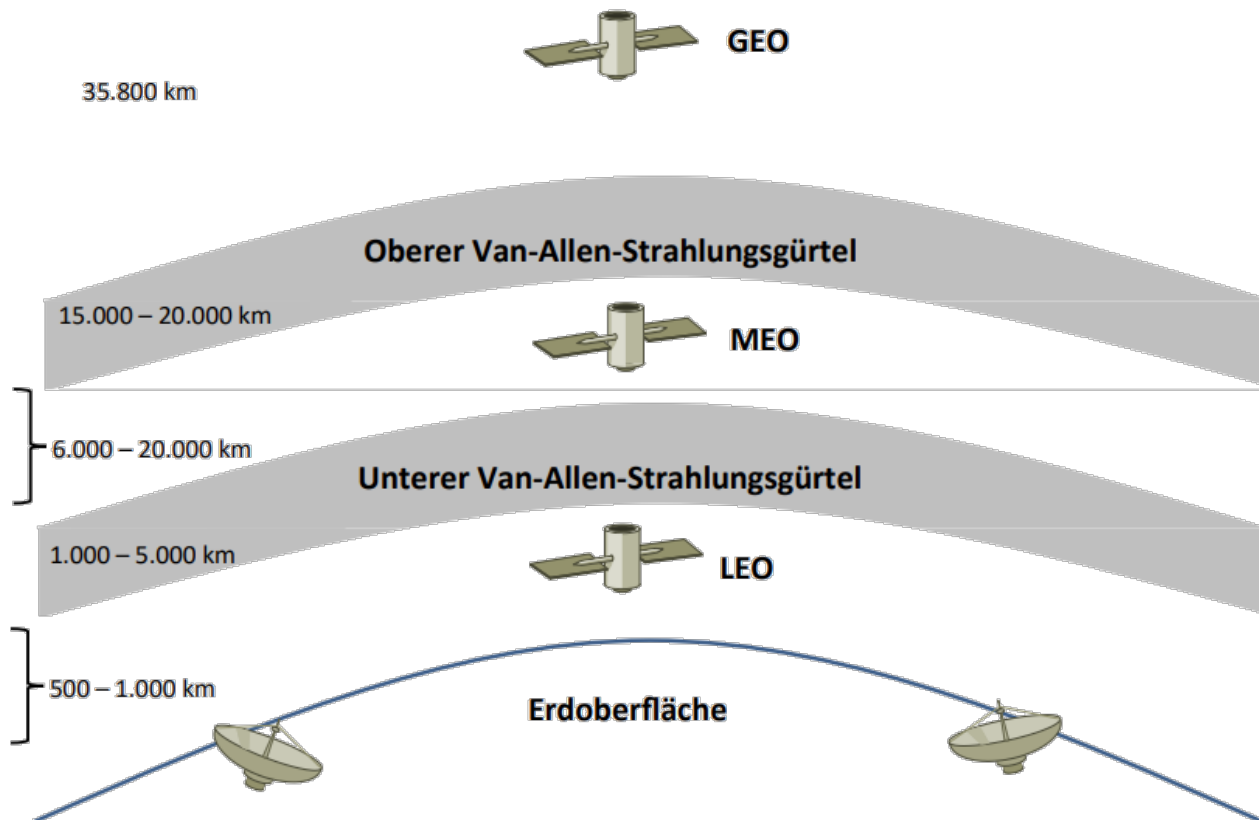 GEO
35.800 km
Oberer Van-Allen-Strahlungsgürtel
15.000 – 20.000 km
MEO
6.000 – 20.000 km
Unterer Van-Allen-Strahlungsgürtel
1.000 – 5.000 km
LEO
500 – 1.000 km
Erdoberfläche